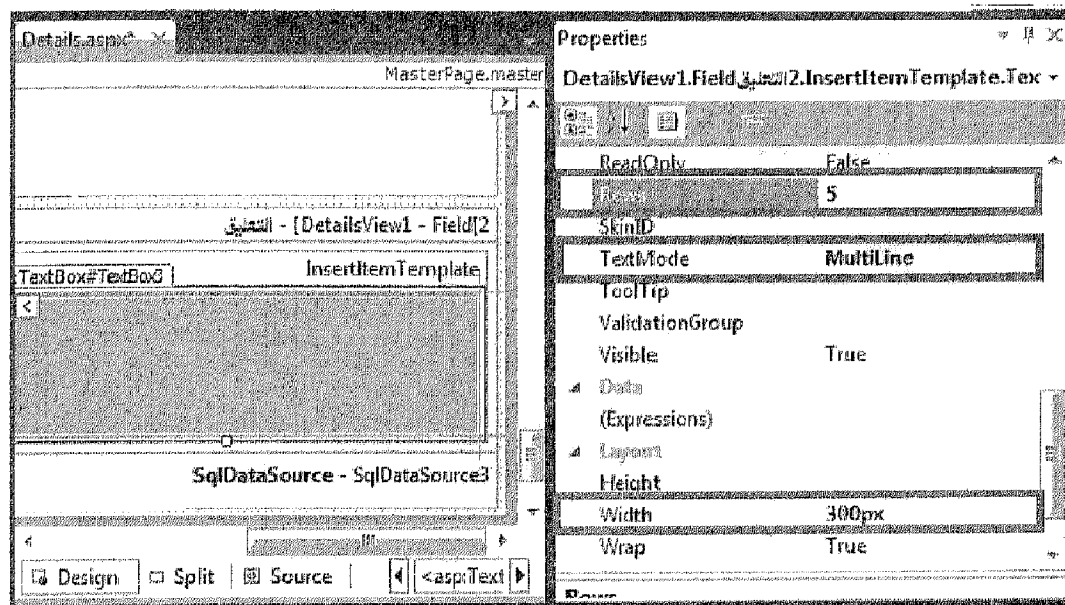 Details.aspx*
MasterPage.master
DetailsView1 - Field[2] - التعليق
InsertItemTemplate
TextBox#TextBox3
SqlDataSource - SqlDataSource3
Design Split Source <asp:Text
Properties
DetailsView1.Field التعليق2.InsertItemTemplate.Tex
ReadOnly False
Rows 5
SkinID
TextMode MultiLine
ToolTip
ValidationGroup
Visible True
Data
(Expressions)
Layout
Height
Width 300px
Wrap True
Rows